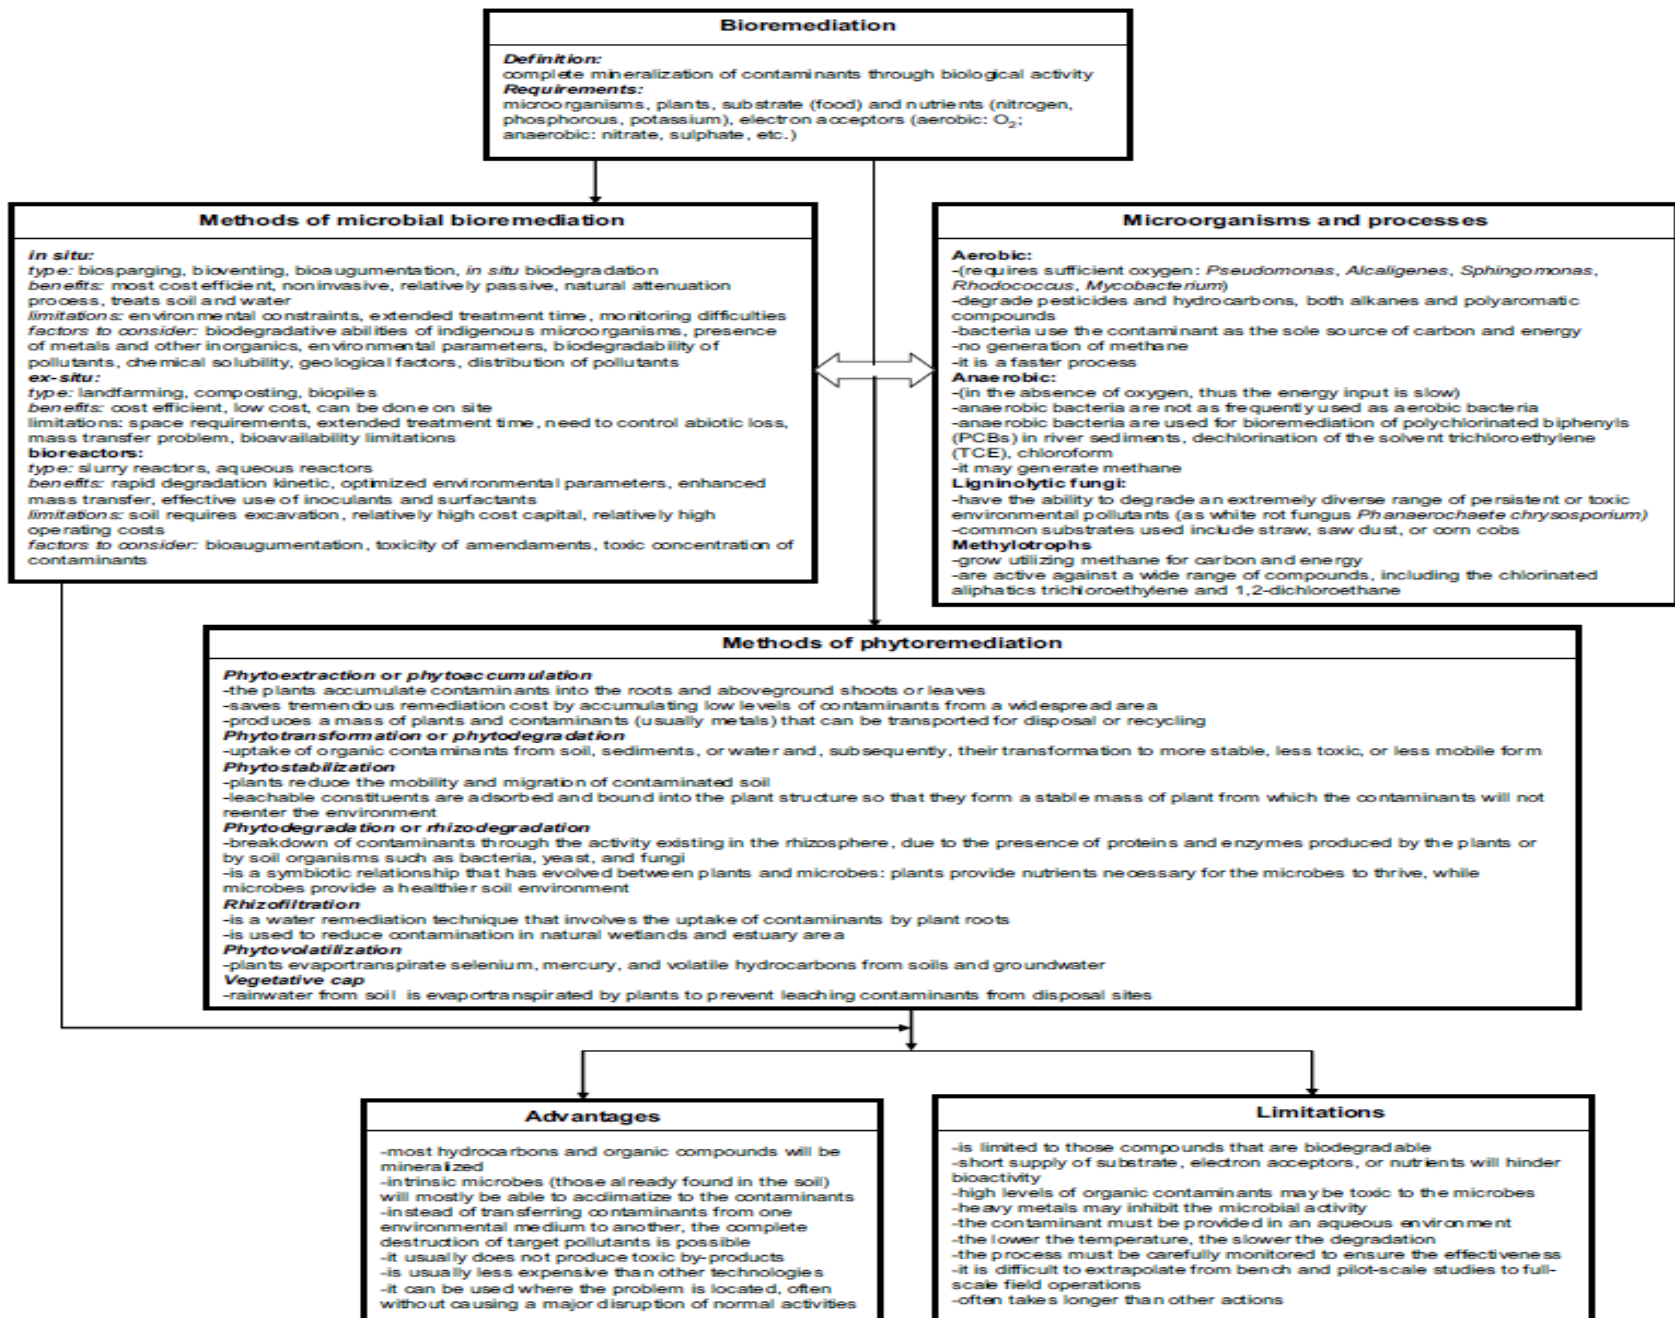 Bioremediation
Definition:
complete mineralization of contaminants through biological activity
Requirements:
microorganisms, plants, substrate (food) and nutrients (nitrogen,
phosphorous, potassium), electron acceptors (aerobic: O2;
anaerobic: nitrate, sulphate, etc.)
Methods of microbial bioremediation
in situ:
type: biosparging, bioventing, bioaugumentation, in situ biodegradation
benefits: most cost efficient, noninvasive, relatively passive, natural attenuation
process, treats soil and water
limitations: environmental constraints, extended treatment time, monitoring difficulties
factors to consider: biodegradative abilities of indigenous microorganisms, presence
of metals and other inorganics, environmental parameters, biodegradability of
pollutants, chemical solubility, geological factors, distribution of pollutants
ex-situ:
type: landfarming, composting, biopiles
benefits: cost efficient, low cost, can be done on site
limitations: space requirements, extended treatment time, need to control abiotic loss,
mass transfer problem, bioavailability limitations
bioreactors:
type: slurry reactors, aqueous reactors
benefits: rapid degradation kinetic, optimized environmental parameters, enhanced
mass transfer, effective use of inoculants and surfactants
limitations: soil requires excavation, relatively high cost capital, relatively high
operating costs
factors to consider: bioaugumentation, toxicity of amendaments, toxic concentration of
contaminants
Microorganisms and processes
Aerobic:
-(requires sufficient oxygen: Pseudomonas, Alcaligenes, Sphingomonas,
Rhodococcus, Mycobacterium)
-degrade pesticides and hydrocarbons, both alkanes and polyaromatic
compounds
-bacteria use the contaminant as the sole source of carbon and energy
-no generation of methane
-it is a faster process
Anaerobic:
-(in the absence of oxygen, thus the energy input is slow)
-anaerobic bacteria are not as frequently used as aerobic bacteria
-anaerobic bacteria are used for bioremediation of polychlorinated biphenyls
(PCBs) in river sediments, dechlorination of the solvent trichloroethylene
(TCE), chloroform
-it may generate methane
Ligninolytic fungi:
-have the ability to degrade an extremely diverse range of persistent or toxic
environmental pollutants (as white rot fungus Phanaerochaete chrysosporium)
-common substrates used include straw, saw dust, or corn cobs
Methylotrophs
-grow utilizing methane for carbon and energy
-are active against a wide range of compounds, including the chlorinated
aliphatics trichloroethylene and 1,2-dichloroethane
Methods of phytoremediation
Phytoextraction or phytoaccumulation
-the plants accumulate contaminants into the roots and aboveground shoots or leaves
-saves tremendous remediation cost by accumulating low levels of contaminants from a widespread area
-produces a mass of plants and contaminants (usually metals) that can be transported for disposal or recycling
Phytotransformation or phytodegradation
-uptake of organic contaminants from soil, sediments, or water and, subsequently, their transformation to more stable, less toxic, or less mobile form
Phytostabilization
-plants reduce the mobility and migration of contaminated soil
-leachable constituents are adsorbed and bound into the plant structure so that they form a stable mass of plant from which the contaminants will not
reenter the environment
Phytodegradation or rhizodegradation
-breakdown of contaminants through the activity existing in the rhizosphere, due to the presence of proteins and enzymes produced by the plants or
by soil organisms such as bacteria, yeast, and fungi
-is a symbiotic relationship that has evolved between plants and microbes: plants provide nutrients necessary for the microbes to thrive, while
microbes provide a healthier soil environment
Rhizofiltration
-is a water remediation technique that involves the uptake of contaminants by plant roots
-is used to reduce contamination in natural wetlands and estuary area
Phytovolatilization
-plants evaportranspirate selenium, mercury, and volatile hydrocarbons from soils and groundwater
Vegetative cap
-rainwater from soil is evaportranspirated by plants to prevent leaching contaminants from disposal sites
Advantages
-most hydrocarbons and organic compounds will be
mineralized
-intrinsic microbes (those already found in the soil)
will mostly be able to acclimatize to the contaminants
-instead of transferring contaminants from one
environmental medium to another, the complete
destruction of target pollutants is possible
-it usually does not produce toxic by-products
-is usually less expensive than other technologies
-it can be used where the problem is located, often
without causing a major disruption of normal activities
Limitations
-is limited to those compounds that are biodegradable
-short supply of substrate, electron acceptors, or nutrients will hinder
bioactivity
-high levels of organic contaminants may be toxic to the microbes
-heavy metals may inhibit the microbial activity
-the contaminant must be provided in an aqueous environment
-the lower the temperature, the slower the degradation
-the process must be carefully monitored to ensure the effectiveness
-it is difficult to extrapolate from bench and pilot-scale studies to full-
scale field operations
-often takes longer than other actions